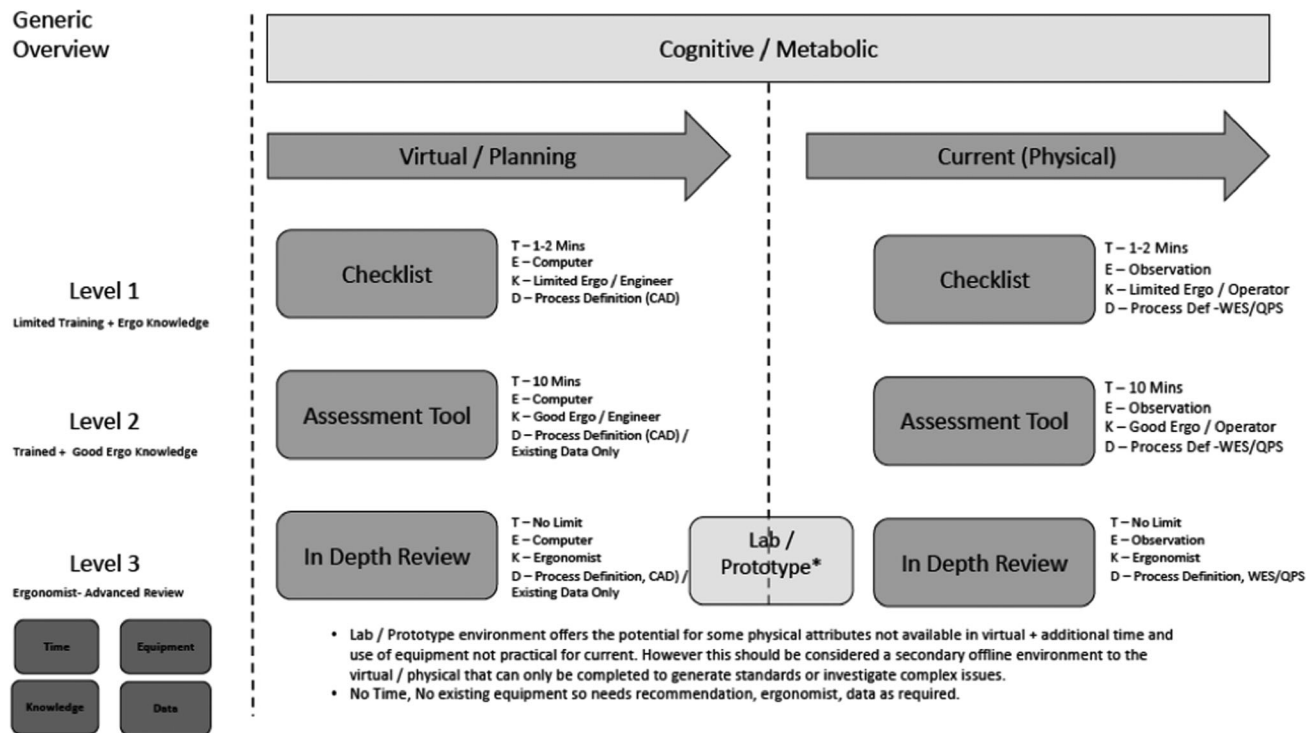 Generic
Overview
Cognitive / Metabolic
Virtual / Planning
Current (Physical)
Level 1
Limited Training + Ergo Knowledge
Checklist
T – 1-2 Mins
E – Computer
K – Limited Ergo / Engineer
D – Process Definition (CAD)
Checklist
T – 1-2 Mins
E – Observation
K – Limited Ergo / Operator
D – Process Def -WES/QPS
Level 2
Trained + Good Ergo Knowledge
Assessment Tool
T – 10 Mins
E – Computer
K – Good Ergo / Engineer
D – Process Definition (CAD) /
Existing Data Only
Assessment Tool
T – 10 Mins
E – Observation
K – Good Ergo / Operator
D – Process Def -WES/QPS
Level 3
Ergonomist- Advanced Review
In Depth Review
T – No Limit
E – Computer
K – Ergonomist
D – Process Definition, CAD) /
Existing Data Only
Lab /
Prototype*
In Depth Review
T – No Limit
E – Observation
K – Ergonomist
D – Process Definition, WES/QPS
Time
Equipment
Knowledge
Data
• Lab / Prototype environment offers the potential for some physical attributes not available in virtual + additional time and
use of equipment not practical for current. However this should be considered a secondary offline environment to the
virtual / physical that can only be completed to generate standards or investigate complex issues.
• No Time, No existing equipment so needs recommendation, ergonomist, data as required.